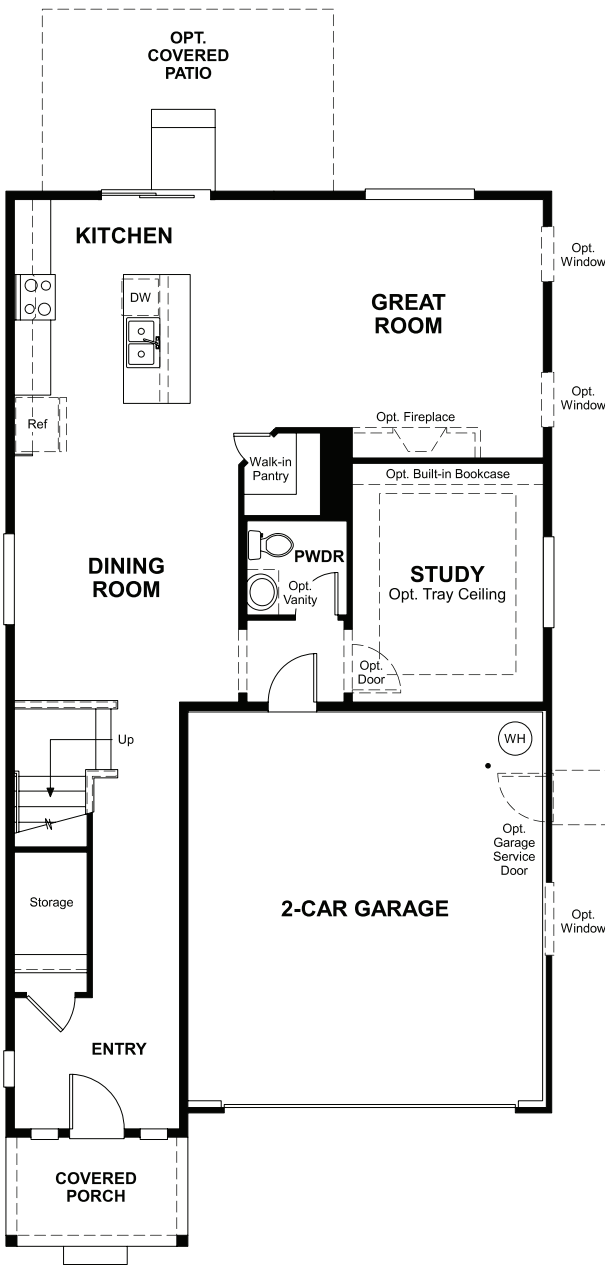 OPT.
COVERED
PATIO
KITCHEN
Opt.
Window
DW
GREAT
ROOM
Opt.
Window
Opt. Fireplace
Ref
Walk-in
Pantry
Opt. Built-in Bookcase
PWDR
DINING
ROOM
STUDY
Opt. Tray Ceiling
Opt.
Vanity
Opt.
Door
Up
WH
Opt.
Garage
Service
Door
Storage
2-CAR GARAGE
Opt.
Window
ENTRY
COVERED
PORCH